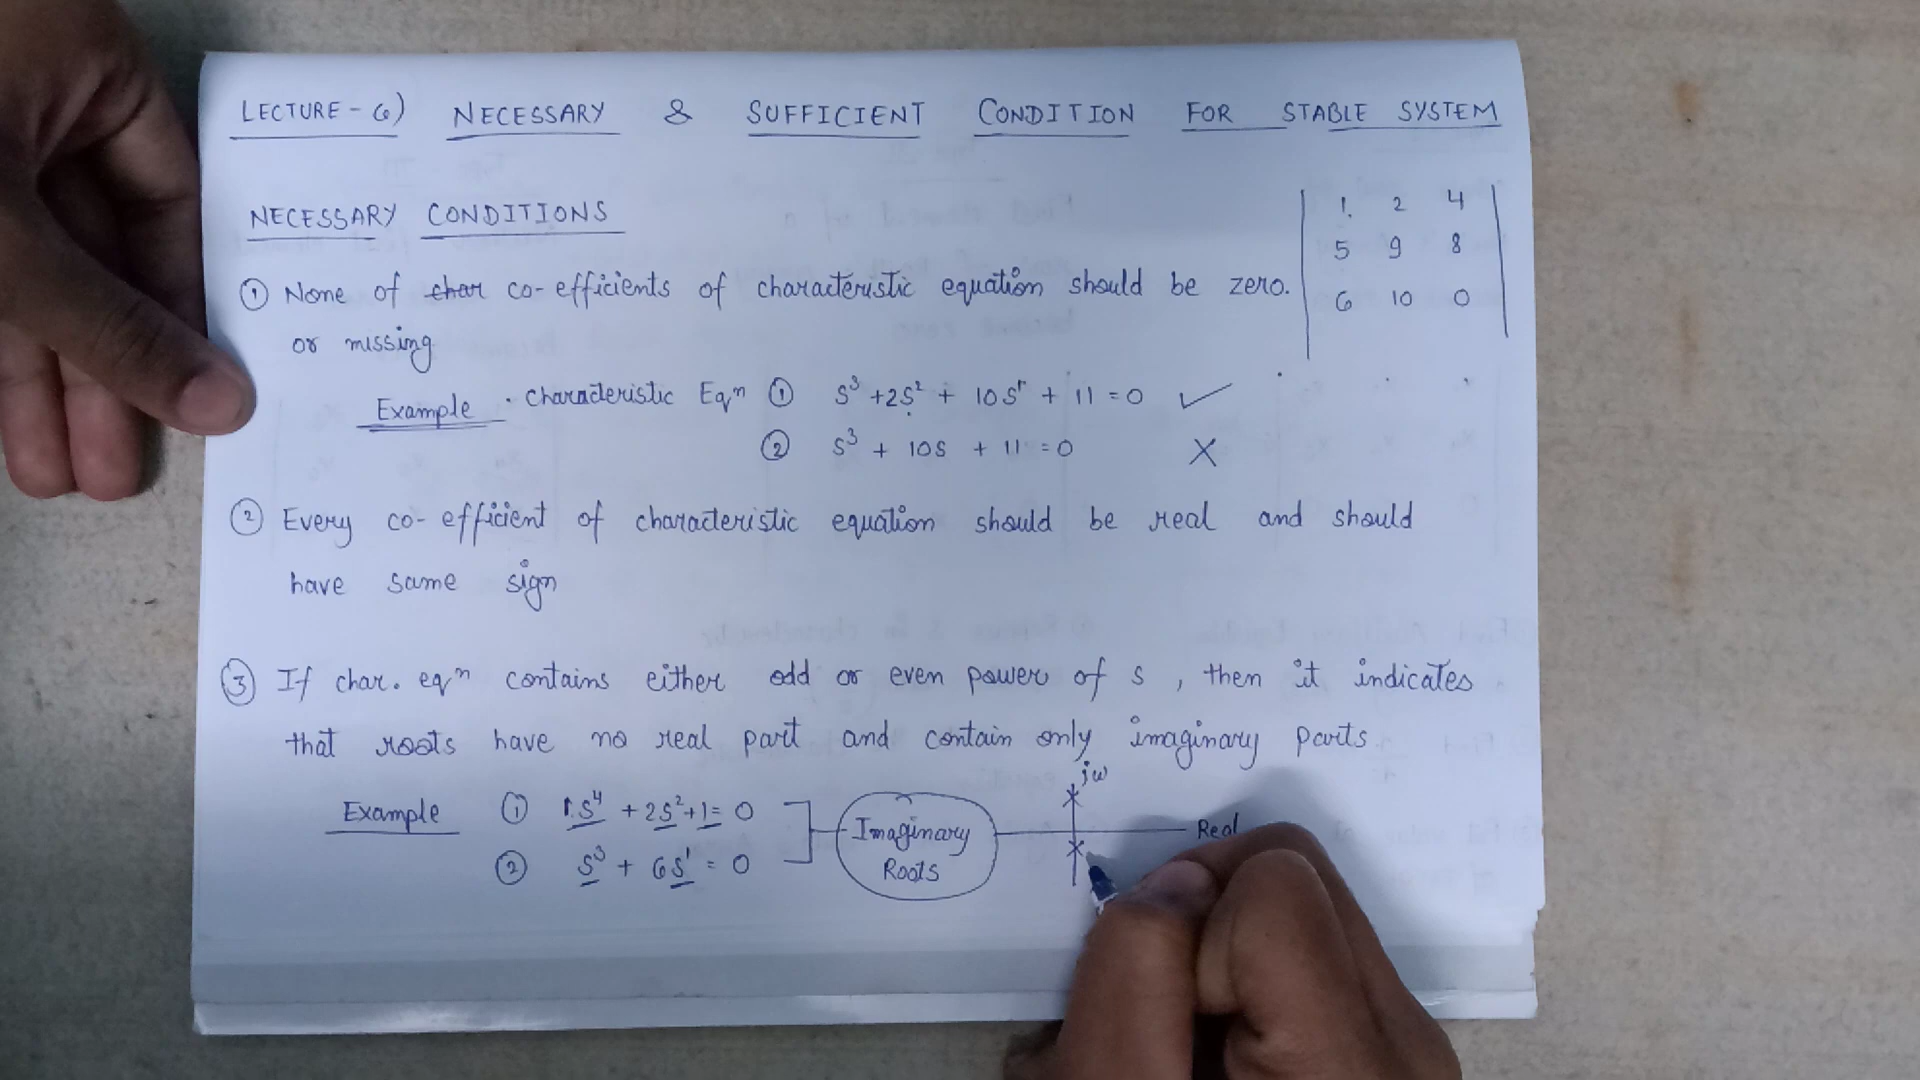 LECTURE - 6) NECESSARY & SUFFICIENT CONDITION FOR STABLE SYSTEM
NECESSARY CONDITIONS
1. 2 4
5 9 8
6 10 0
① None of char co-efficients of characteristic equation should be zero.
or missing
Example . Characteristic Eqⁿ ① S³ + 2S² + 10S¹ + 11 = 0 ✓
② S³ + 10S + 11 = 0 X
② Every co-efficient of characteristic equation should be real and should
have same sign
③ If char. eqⁿ contains either odd or even power of s , then it indicates
that roots have no real part and contain only imaginary parts
jω
Example ① 1.S⁴ + 2S² + 1 = 0 Imaginary Real
② S³ + 6S¹ = 0 Roots